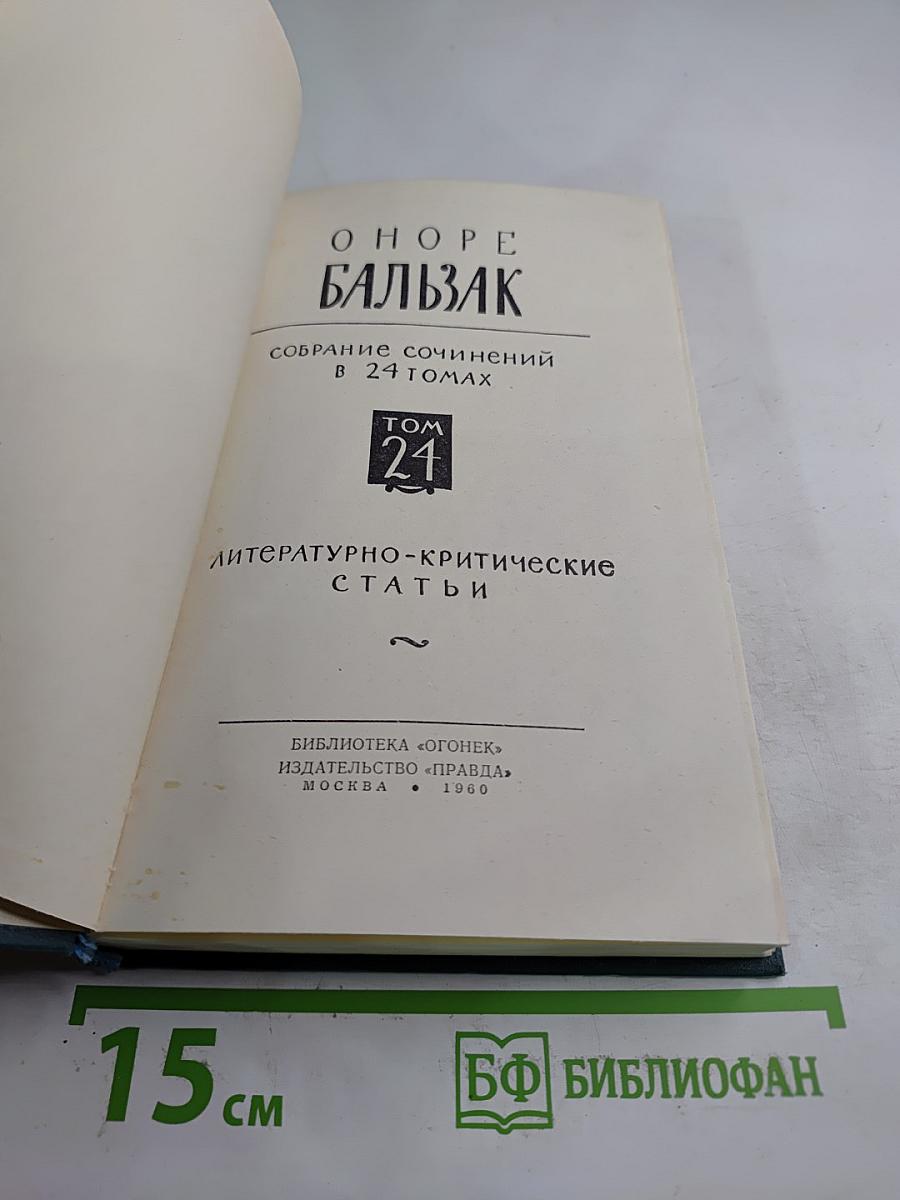 ОНОРЕ
БАЛЬЗАК
СОБРАНИЕ СОЧИНЕНИЙ
В 24 ТОМАХ
ТОМ
24
ЛИТЕРАТУРНО-КРИТИЧЕСКИЕ
СТАТЬИ
БИБЛИОТЕКА «ОГОНЕК»
ИЗДАТЕЛЬСТВО «ПРАВДА»
МОСКВА • 1960
15 см
БФ БИБЛИОФАН